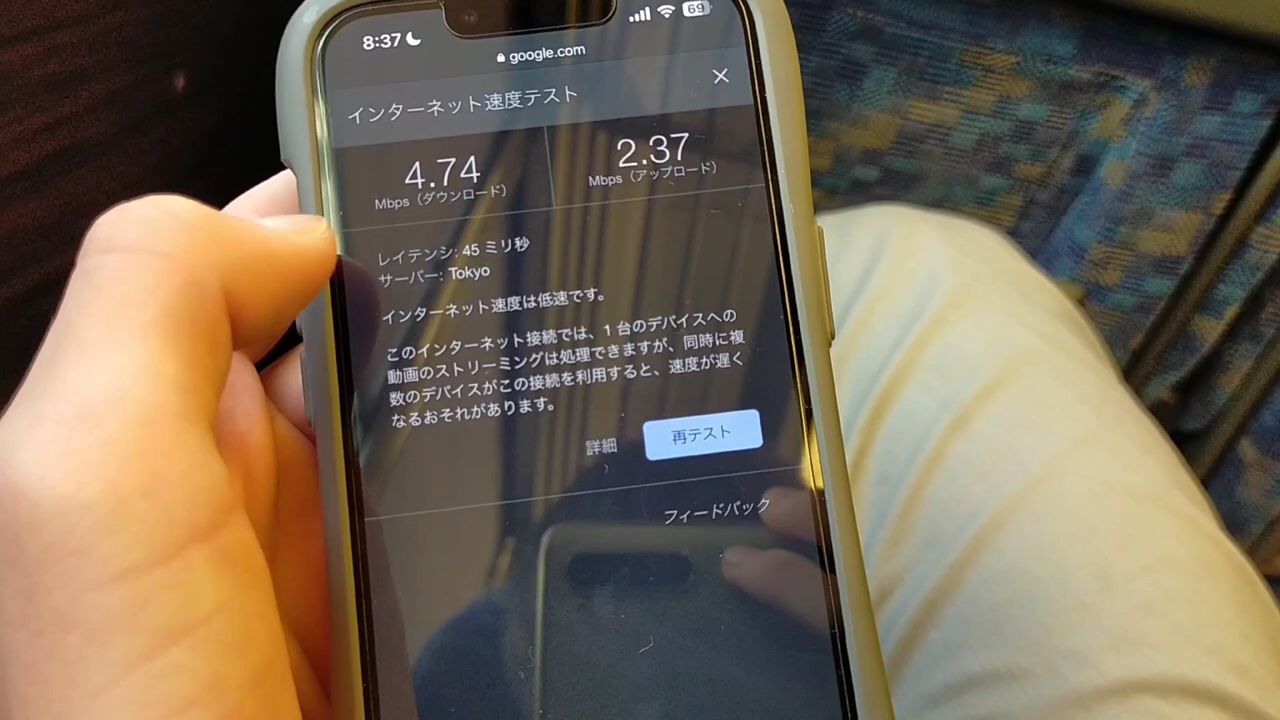 8:37
69
google.com
インターネット速度テスト
4.74
Mbps（ダウンロード）
2.37
Mbps（アップロード）
レイテンシ: 45 ミリ秒
サーバー: Tokyo
インターネット速度は低速です。
このインターネット接続では、1 台のデバイスへの
動画のストリーミングは処理できますが、同時に複
数のデバイスがこの接続を利用すると、速度が遅く
なるおそれがあります。
詳細
再テスト
フィードバック